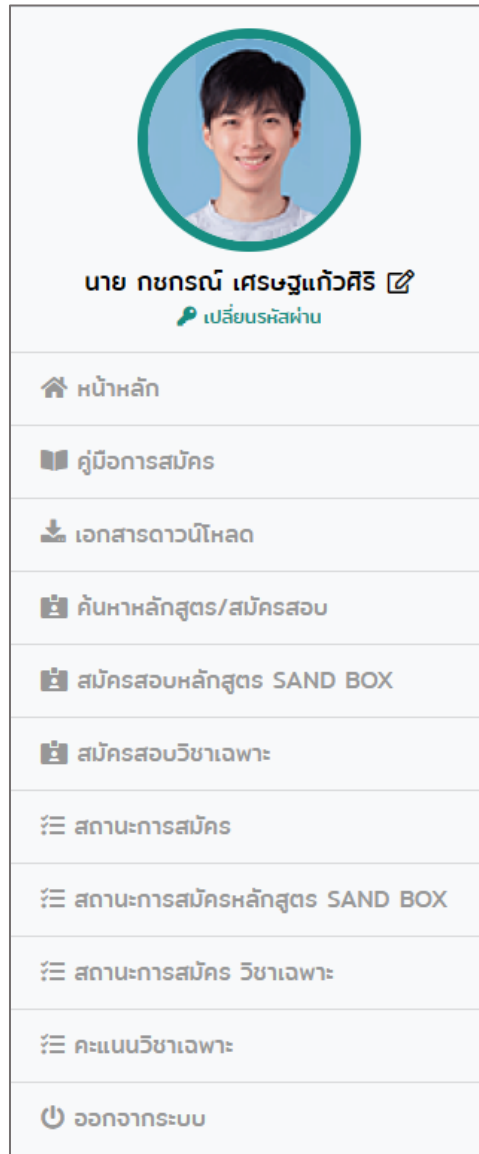 นาย กชกรณ์ เศรษฐแก้วศิริ
เปลี่ยนรหัสผ่าน
หน้าหลัก
คู่มือการสมัคร
เอกสารดาวน์โหลด
ค้นหาหลักสูตร/สมัครสอบ
สมัครสอบหลักสูตร SAND BOX
สมัครสอบวิชาเฉพาะ
สถานะการสมัคร
สถานะการสมัครหลักสูตร SAND BOX
สถานะการสมัคร วิชาเฉพาะ
คะแนนวิชาเฉพาะ
ออกจากระบบ